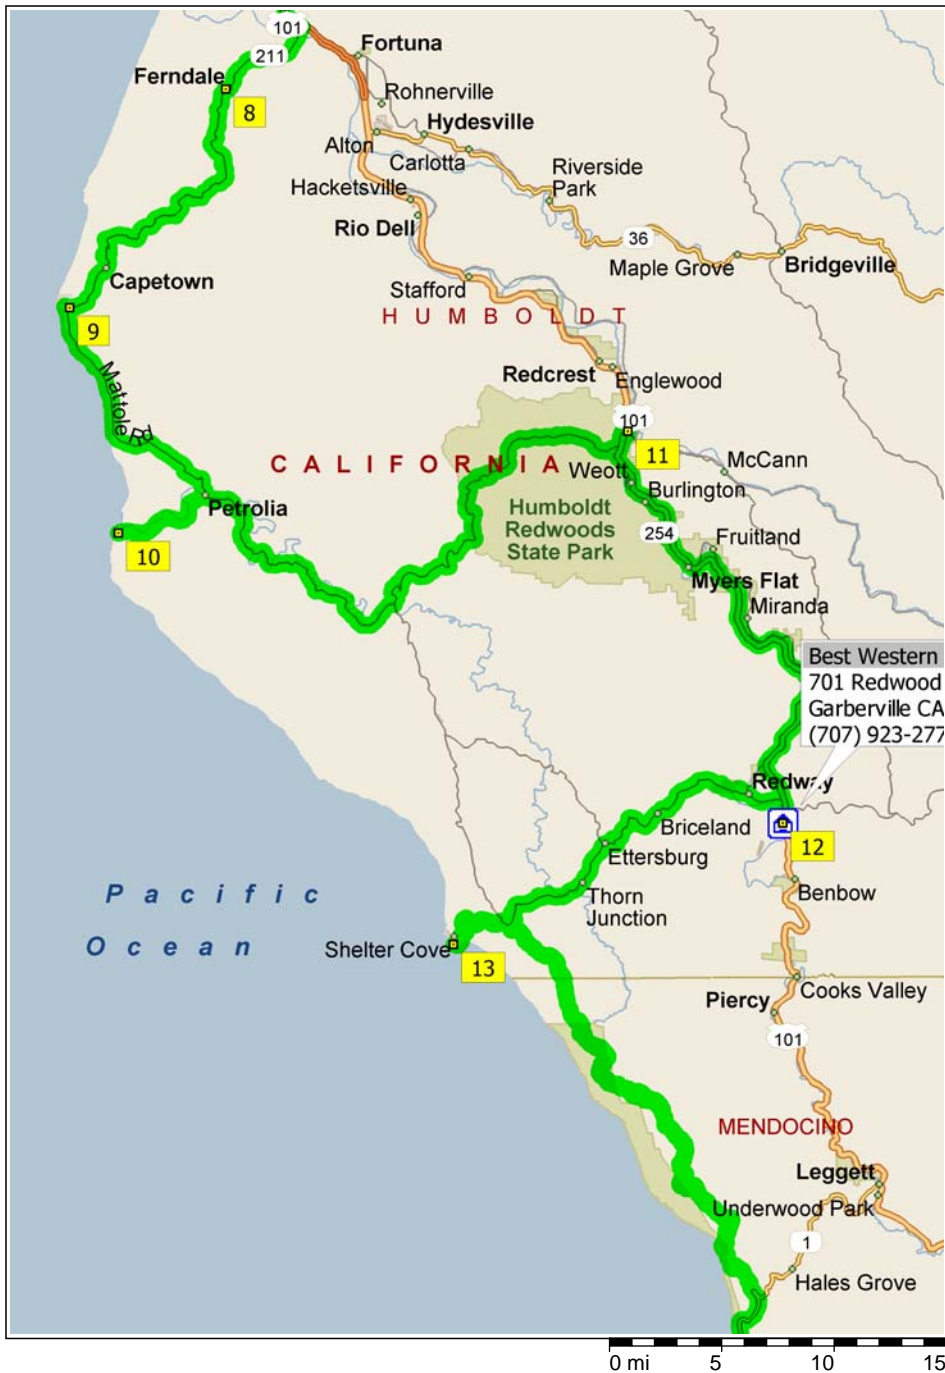 101
Fortuna
211
Ferndale
8
Rohnerville
Hydesville
Alton
Carlotta
Riverside
Park
Hacketsville
Rio Dell
36
Maple Grove
Bridgeville
Capetown
Stafford
HUMBOLDT
9
Redcrest
Englewood
Mattole Rd
101
11
CALIFORNIA
Weott
McCann
Burlington
Petrolia
Humboldt
Redwoods
State Park
254
Fruitland
10
Myers Flat
Miranda
Best Western
701 Redwood
Garberville CA
(707) 923-277
Redway
Briceland
12
Ettersburg
Benbow
Thorn
Junction
Pacific
Ocean
Shelter Cove
13
Cooks Valley
Piercy
101
MENDOCINO
Leggett
Underwood Park
1
Hales Grove
0 mi 5 10 15